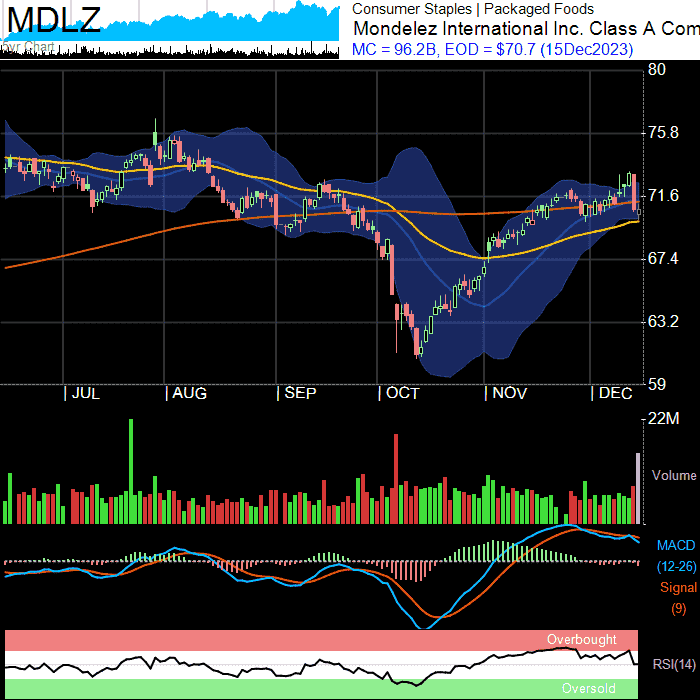 MDLZ
Consumer Staples | Packaged Foods
Mondelez International Inc. Class A Com
MC = 96.2B, EOD = $70.7 (15Dec2023)
Chart
80
75.8
71.6
67.4
63.2
59
| JUL | AUG | SEP | OCT | NOV | DEC
22M
Volume
MACD
(12-26)
Signal
(9)
Overbought
RSI(14)
Oversold